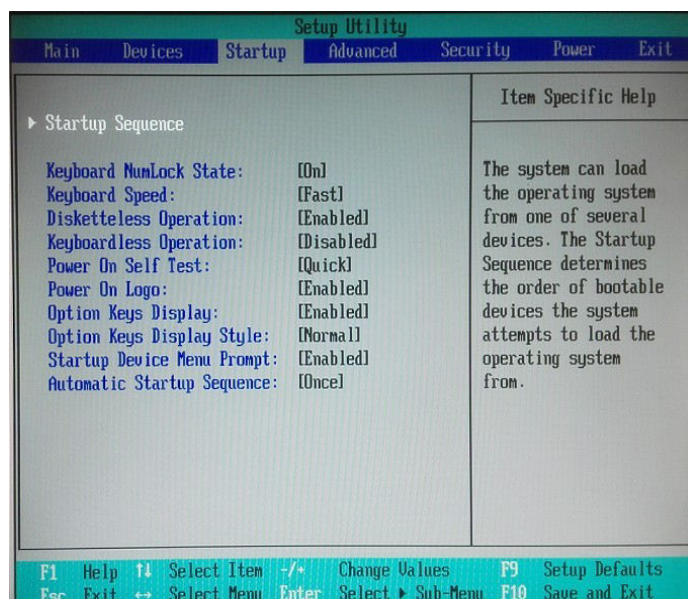 Setup Utility
Main Devices Startup Advanced Security Power Exit
Item Specific Help
▶ Startup Sequence
Keyboard NumLock State: [On]
Keyboard Speed: [Fast]
Disketteless Operation: [Enabled]
Keyboardless Operation: [Disabled]
Power On Self Test: [Quick]
Power On Logo: [Enabled]
Option Keys Display: [Enabled]
Option Keys Display Style: [Normal]
Startup Device Menu Prompt: [Enabled]
Automatic Startup Sequence: [Once]
The system can load
the operating system
from one of several
devices. The Startup
Sequence determines
the order of bootable
devices the system
attempts to load the
operating system
from.
F1 Help ↑↓ Select Item -/+ Change Values F9 Setup Defaults
Esc Exit ↔ Select Menu Enter Select ▶ Sub-Menu F10 Save and Exit